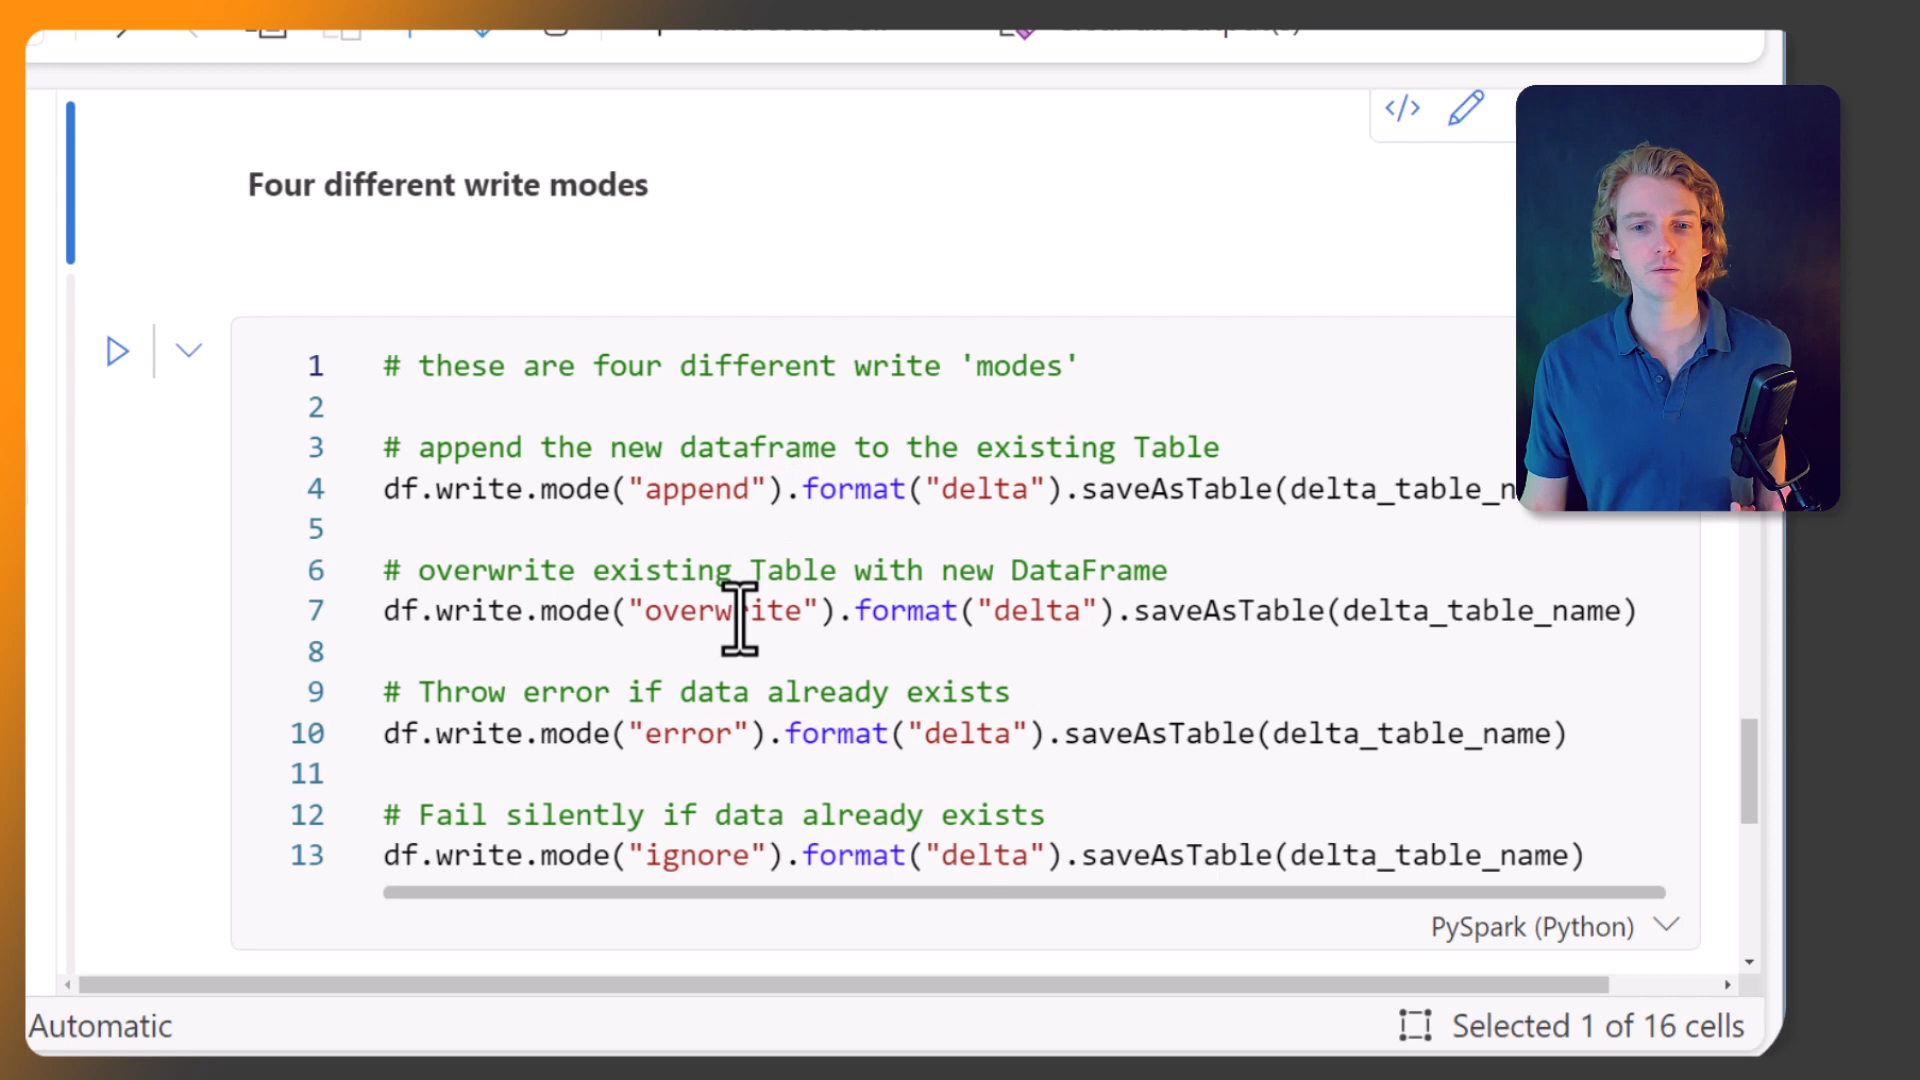 Four different write modes
</>
1 # these are four different write 'modes'
2
3 # append the new dataframe to the existing Table
4 df.write.mode("append").format("delta").saveAsTable(delta_table_n
5
6 # overwrite existing Table with new DataFrame
7 df.write.mode("overwrite").format("delta").saveAsTable(delta_table_name)
8
9 # Throw error if data already exists
10 df.write.mode("error").format("delta").saveAsTable(delta_table_name)
11
12 # Fail silently if data already exists
13 df.write.mode("ignore").format("delta").saveAsTable(delta_table_name)
PySpark (Python)
Automatic
Selected 1 of 16 cells